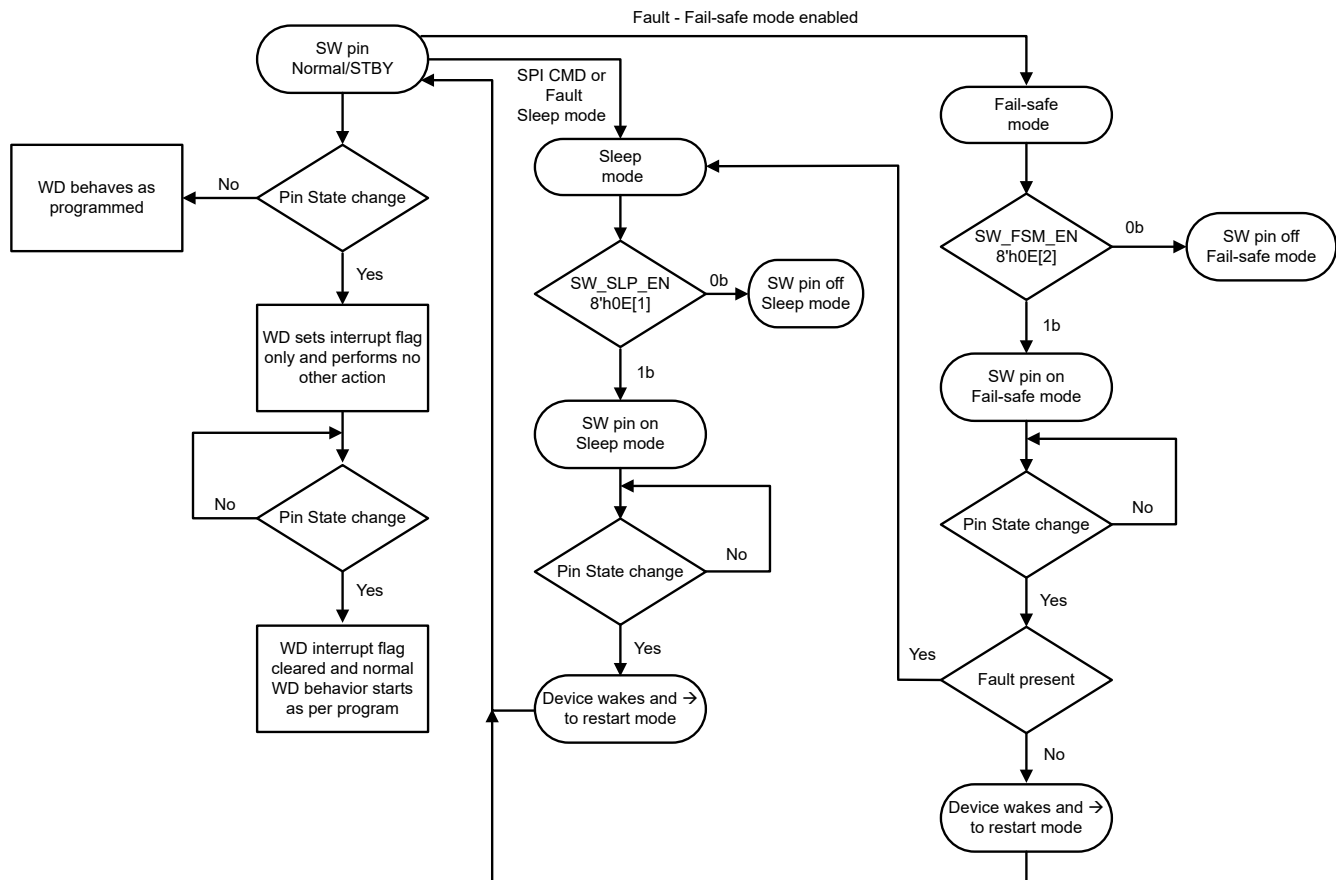 Fault - Fail-safe mode enabled
SW pin
Normal/STBY
SPI CMD or
Fault
Sleep mode
Fail-safe
mode
Sleep
mode
WD behaves as
programmed
No
Pin State change
Yes
SW_FSM_EN
8'h0E[2]
0b
SW pin off
Fail-safe mode
1b
SW_SLP_EN
8'h0E[1]
0b
SW pin off
Sleep mode
1b
WD sets interrupt flag
only and performs no
other action
SW pin on
Fail-safe mode
SW pin on
Sleep mode
No
Pin State change
Yes
Pin State change
No
Yes
Pin State change
No
Yes
WD interrupt flag
cleared and normal
WD behavior starts
as per program
Device wakes and →
to restart mode
Yes
Fault present
No
Device wakes and →
to restart mode